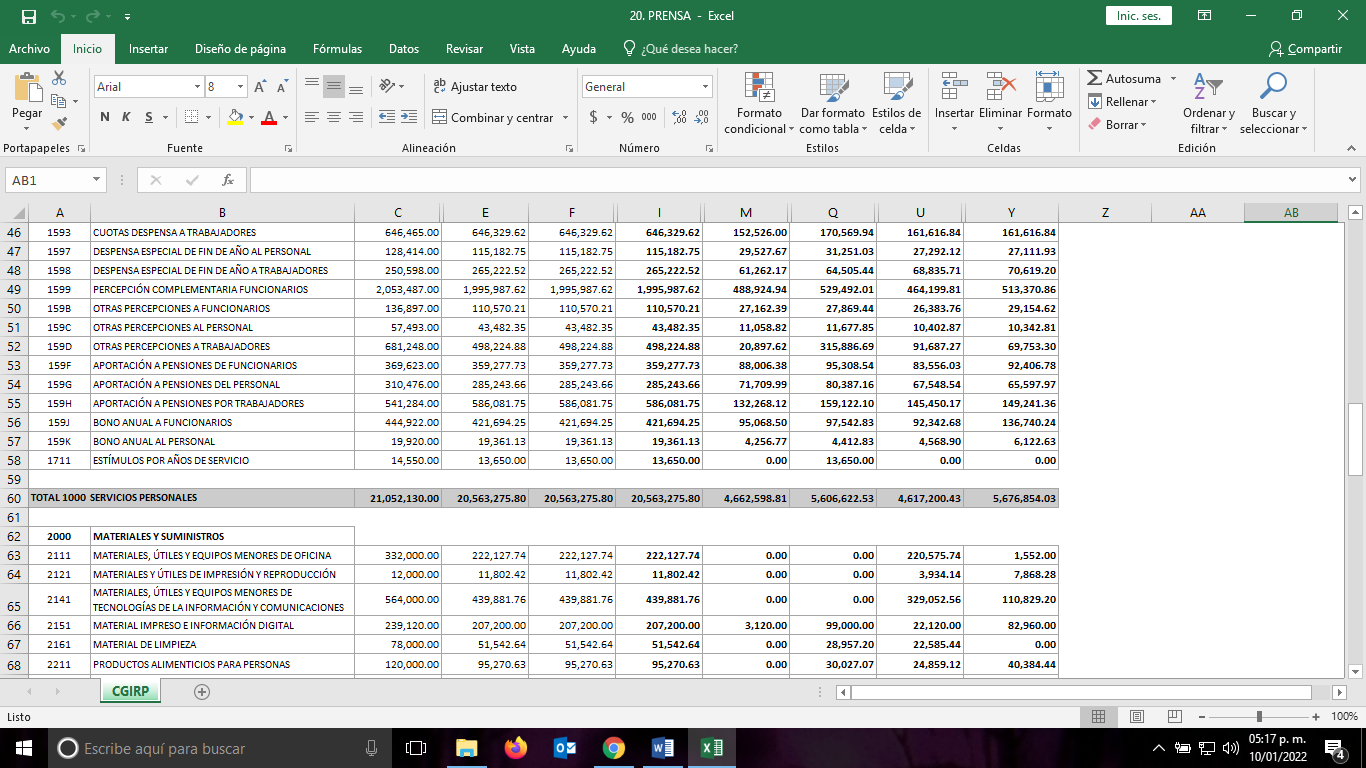 20. PRENSA - Excel
Inic. ses.
Archivo Inicio Insertar Diseño de página Fórmulas Datos Revisar Vista Ayuda ¿Qué desea hacer? Compartir
Pegar
Arial 8 A A
N K S A
ab Ajustar texto
Combinar y centrar
General
$ % 000
Formato condicional
Dar formato como tabla
Estilos de celda
Insertar Eliminar Formato
Autosuma
Rellenar
Borrar
Ordenar y filtrar
Buscar y seleccionar
Portapapeles Fuente Alineación Número Estilos Celdas Edición
AB1 fx
A B C E F I M Q U Y Z AA AB
46 1593 CUOTAS DESPENSA A TRABAJADORES 646,465.00 646,329.62 646,329.62 646,329.62 152,526.00 170,569.94 161,616.84 161,616.84
47 1597 DESPENSA ESPECIAL DE FIN DE AÑO AL PERSONAL 128,414.00 115,182.75 115,182.75 115,182.75 29,527.67 31,251.03 27,292.12 27,111.93
48 1598 DESPENSA ESPECIAL DE FIN DE AÑO A TRABAJADORES 250,598.00 265,222.52 265,222.52 265,222.52 61,262.17 64,505.44 68,835.71 70,619.20
49 1599 PERCEPCIÓN COMPLEMENTARIA FUNCIONARIOS 2,053,487.00 1,995,987.62 1,995,987.62 1,995,987.62 488,924.94 529,492.01 464,199.81 513,370.86
50 159B OTRAS PERCEPCIONES A FUNCIONARIOS 136,897.00 110,570.21 110,570.21 110,570.21 27,162.39 27,869.44 26,383.76 29,154.62
51 159C OTRAS PERCEPCIONES AL PERSONAL 57,493.00 43,482.35 43,482.35 43,482.35 11,058.82 11,677.85 10,402.87 10,342.81
52 159D OTRAS PERCEPCIONES A TRABAJADORES 681,248.00 498,224.88 498,224.88 498,224.88 20,897.62 315,886.69 91,687.27 69,753.30
53 159F APORTACIÓN A PENSIONES DE FUNCIONARIOS 369,623.00 359,277.73 359,277.73 359,277.73 88,006.38 95,308.54 83,556.03 92,406.78
54 159G APORTACIÓN A PENSIONES DEL PERSONAL 310,476.00 285,243.66 285,243.66 285,243.66 71,709.99 80,387.16 67,548.54 65,597.97
55 159H APORTACIÓN A PENSIONES POR TRABAJADORES 541,284.00 586,081.75 586,081.75 586,081.75 132,268.12 159,122.10 145,450.17 149,241.36
56 159J BONO ANUAL A FUNCIONARIOS 444,922.00 421,694.25 421,694.25 421,694.25 95,068.50 97,542.83 92,342.68 136,740.24
57 159K BONO ANUAL AL PERSONAL 19,920.00 19,361.13 19,361.13 19,361.13 4,256.77 4,412.83 4,568.90 6,122.63
58 1711 ESTÍMULOS POR AÑOS DE SERVICIO 14,550.00 13,650.00 13,650.00 13,650.00 0.00 13,650.00 0.00 0.00
59
60 TOTAL 1000 SERVICIOS PERSONALES 21,052,130.00 20,563,275.80 20,563,275.80 20,563,275.80 4,662,598.81 5,606,622.53 4,617,200.43 5,676,854.03
61
62 2000 MATERIALES Y SUMINISTROS
63 2111 MATERIALES, ÚTILES Y EQUIPOS MENORES DE OFICINA 332,000.00 222,127.74 222,127.74 222,127.74 0.00 0.00 220,575.74 1,552.00
64 2121 MATERIALES Y ÚTILES DE IMPRESIÓN Y REPRODUCCIÓN 12,000.00 11,802.42 11,802.42 11,802.42 0.00 0.00 3,934.14 7,868.28
65 2141 MATERIALES, ÚTILES Y EQUIPOS MENORES DE
TECNOLOGÍAS DE LA INFORMACIÓN Y COMUNICACIONES 564,000.00 439,881.76 439,881.76 439,881.76 0.00 0.00 329,052.56 110,829.20
66 2151 MATERIAL IMPRESO E INFORMACIÓN DIGITAL 239,120.00 207,200.00 207,200.00 207,200.00 3,120.00 99,000.00 22,120.00 82,960.00
67 2161 MATERIAL DE LIMPIEZA 78,000.00 51,542.64 51,542.64 51,542.64 0.00 28,957.20 22,585.44 0.00
68 2211 PRODUCTOS ALIMENTICIOS PARA PERSONAS 120,000.00 95,270.63 95,270.63 95,270.63 0.00 30,027.07 24,859.12 40,384.44
CGIRP
Listo 100%
Escribe aquí para buscar
05:17 p. m.
10/01/2022
4